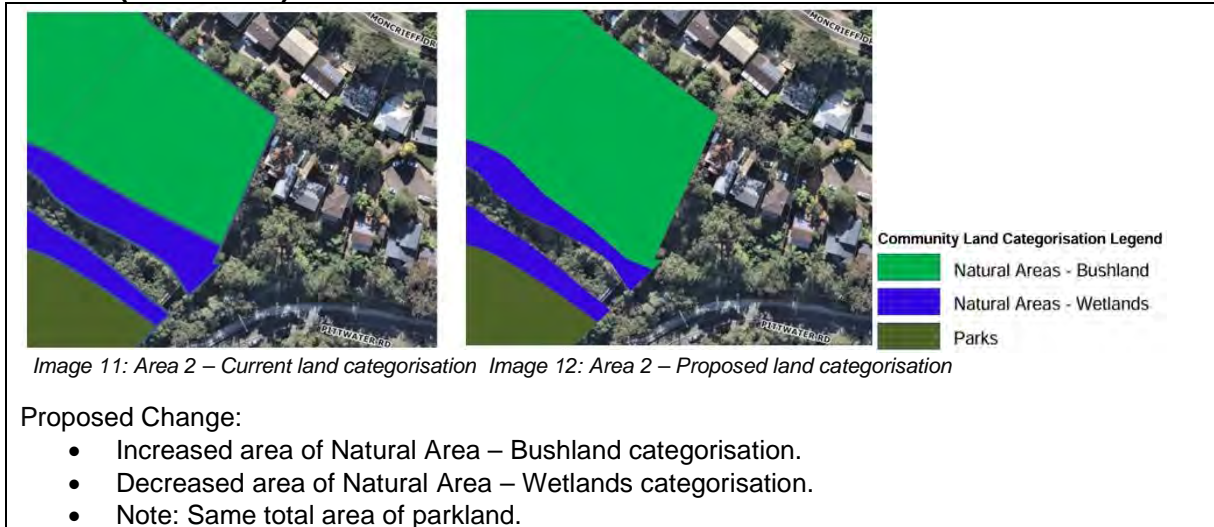 MONCRIEFF DR
MONCRIEFF DR
PITTWATER RD
PITTWATER RD
Community Land Categorisation Legend
Natural Areas - Bushland
Natural Areas - Wetlands
Parks
Image 11: Area 2 – Current land categorisation Image 12: Area 2 – Proposed land categorisation
Proposed Change:
• Increased area of Natural Area – Bushland categorisation.
• Decreased area of Natural Area – Wetlands categorisation.
• Note: Same total area of parkland.